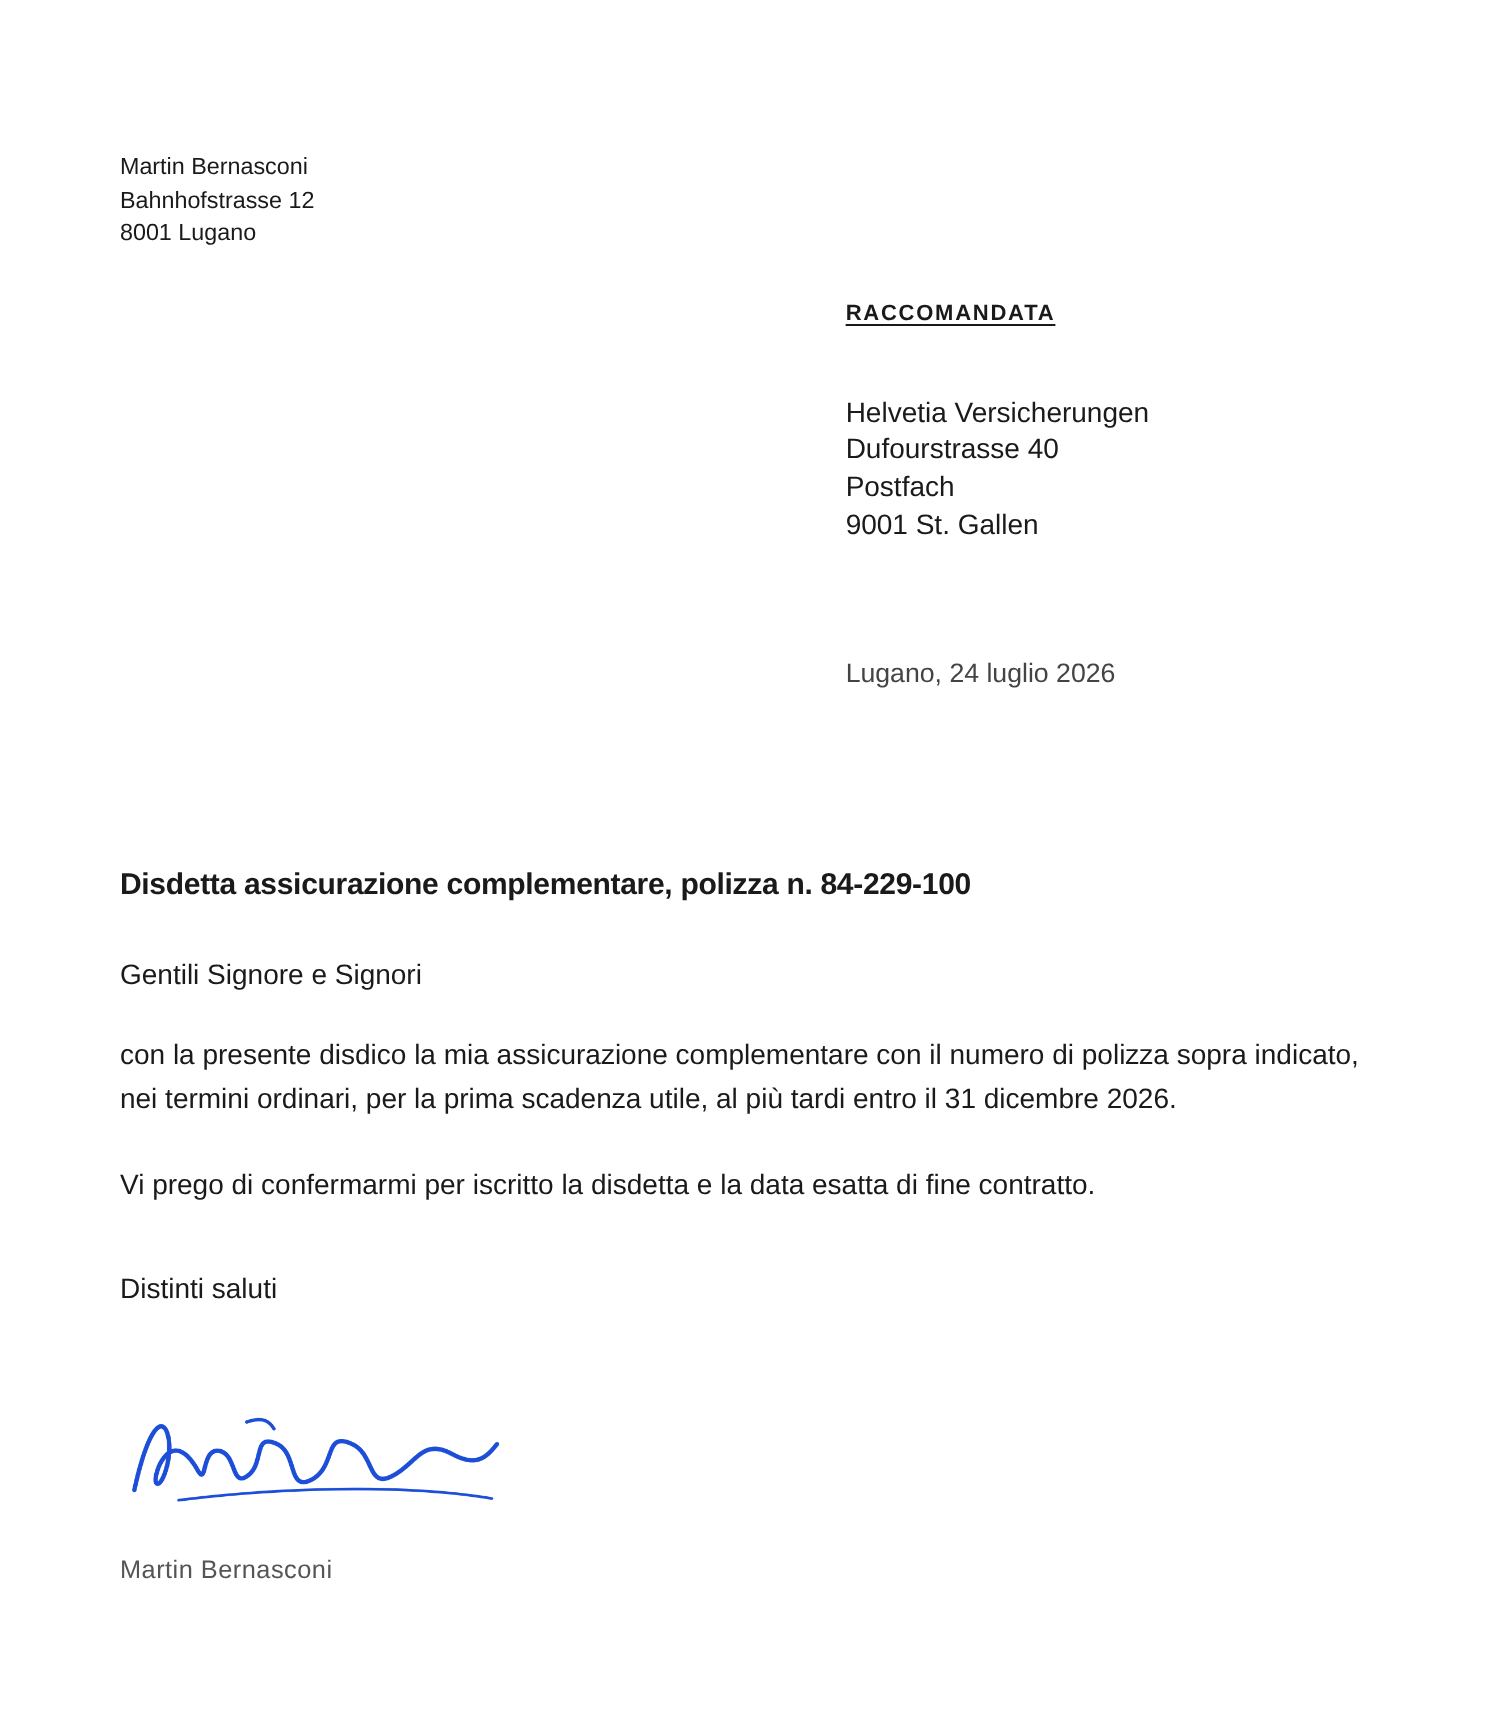 Martin Bernasconi
Bahnhofstrasse 12
8001 Lugano
RACCOMANDATA
Helvetia Versicherungen
Dufourstrasse 40
Postfach
9001 St. Gallen
Lugano, 24 luglio 2026
Disdetta assicurazione complementare, polizza n. 84-229-100
Gentili Signore e Signori
con la presente disdico la mia assicurazione complementare con il numero di polizza sopra indicato,
nei termini ordinari, per la prima scadenza utile, al più tardi entro il 31 dicembre 2026.
Vi prego di confermarmi per iscritto la disdetta e la data esatta di fine contratto.
Distinti saluti
Martin Bernasconi